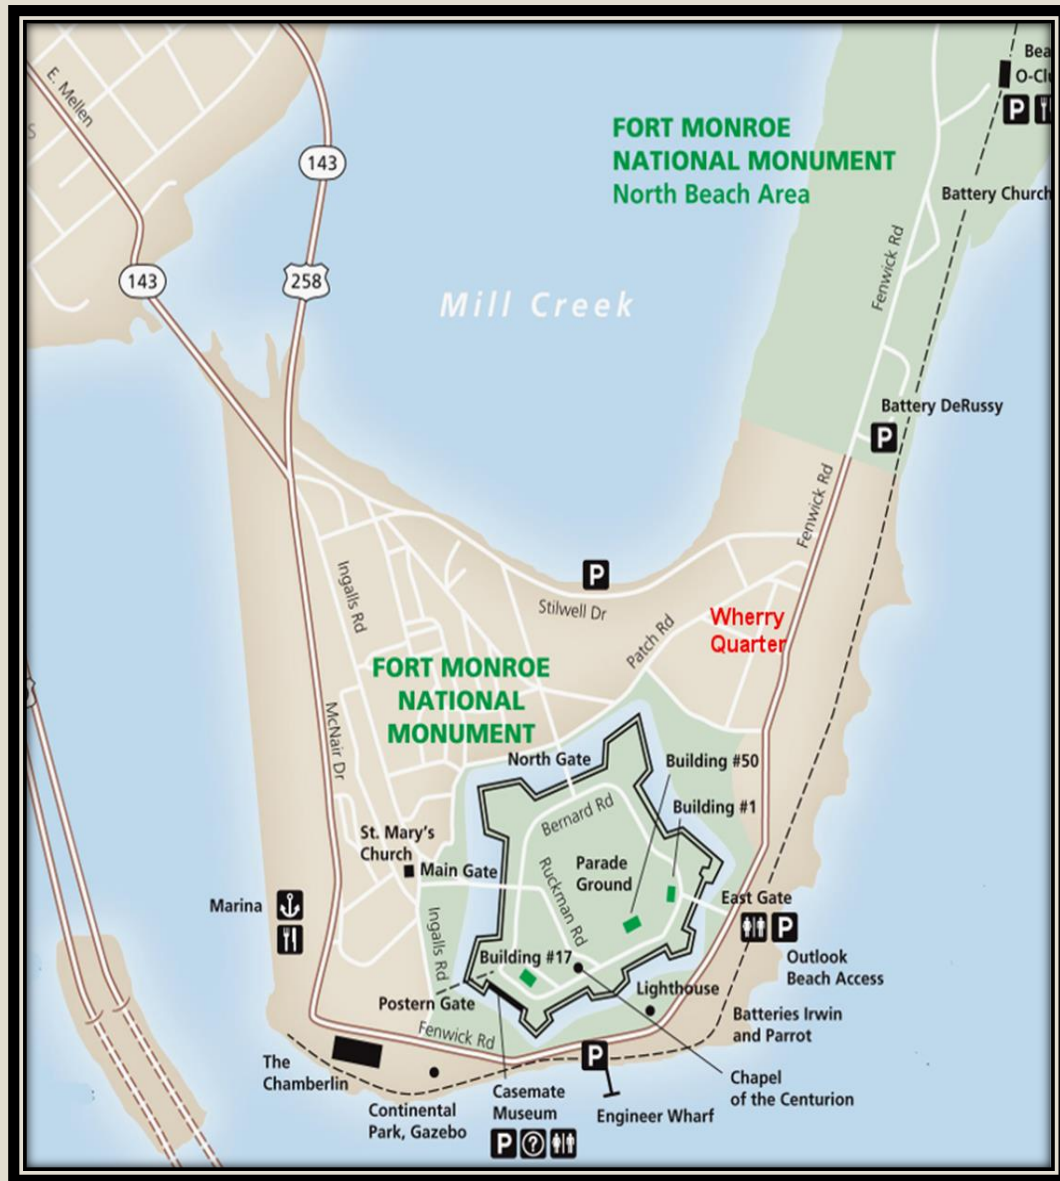 E. Mellen
S
143
143
258
Mill Creek
FORT MONROE
NATIONAL MONUMENT
North Beach Area
Bea
O-Clu
P
Battery Church
Fenwick Rd
Battery DeRussy
P
Fenwick Rd
P
Stilwell Dr
Wherry
Quarter
Patch Rd
Ingalls Rd
FORT MONROE
NATIONAL
MONUMENT
McNair Dr
North Gate
Building #50
Building #1
Bernard Rd
Ruckman Rd
Parade
Ground
St. Mary's
Church
Main Gate
Marina
Ingalls Rd
East Gate
P
Outlook
Beach Access
Building #17
Postern Gate
Lighthouse
Batteries Irwin
and Parrot
Fenwick Rd
The
Chamberlin
Continental
Park, Gazebo
Casemate
Museum
P ?
P
Engineer Wharf
Chapel
of the Centurion